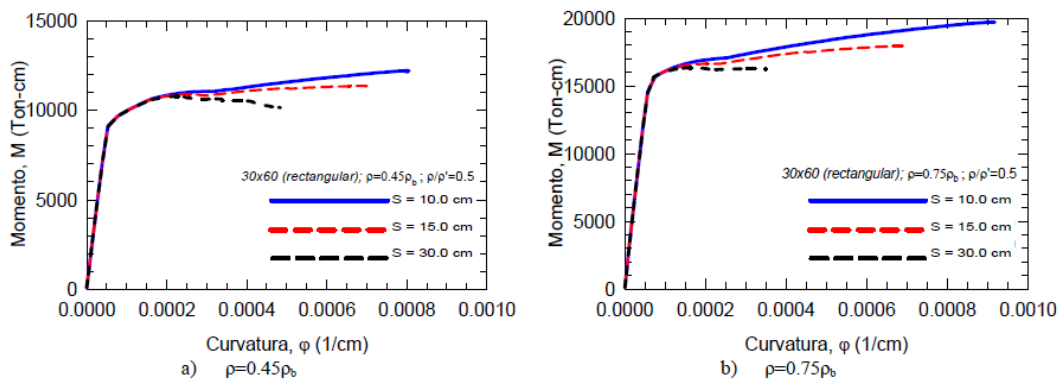 a)
15000
10000
5000
0
Momento, M (Ton-cm)
30x60 (rectangular); ρ=0.45ρb ; ρ/ρ'=0.5
S = 10.0 cm
S = 15.0 cm
S = 30.0 cm
0.0000 0.0002 0.0004 0.0006 0.0008 0.0010
Curvatura, φ (1/cm)
a) ρ=0.45ρb
b)
20000
16000
12000
8000
4000
0
Momento, M (Ton-cm)
30x60 (rectangular); ρ=0.75ρb ; ρ/ρ'=0.5
S = 10.0 cm
S = 15.0 cm
S = 30.0 cm
0.0000 0.0002 0.0004 0.0006 0.0008 0.0010
Curvatura, φ (1/cm)
b) ρ=0.75ρb